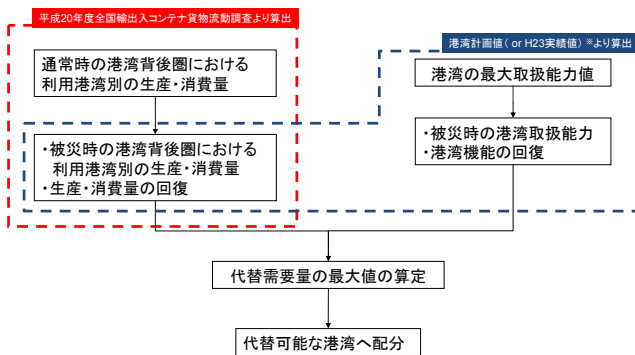 平成20年度全国輸出入コンテナ貨物流動調査より算出
港湾計画値( or H23実績値) ※より算出
通常時の港湾背後圏における
利用港湾別の生産・消費量
港湾の最大取扱能力値
・被災時の港湾背後圏における
利用港湾別の生産・消費量
・生産・消費量の回復
・被災時の港湾取扱能力
・港湾機能の回復
代替需要量の最大値の算定
代替可能な港湾へ配分